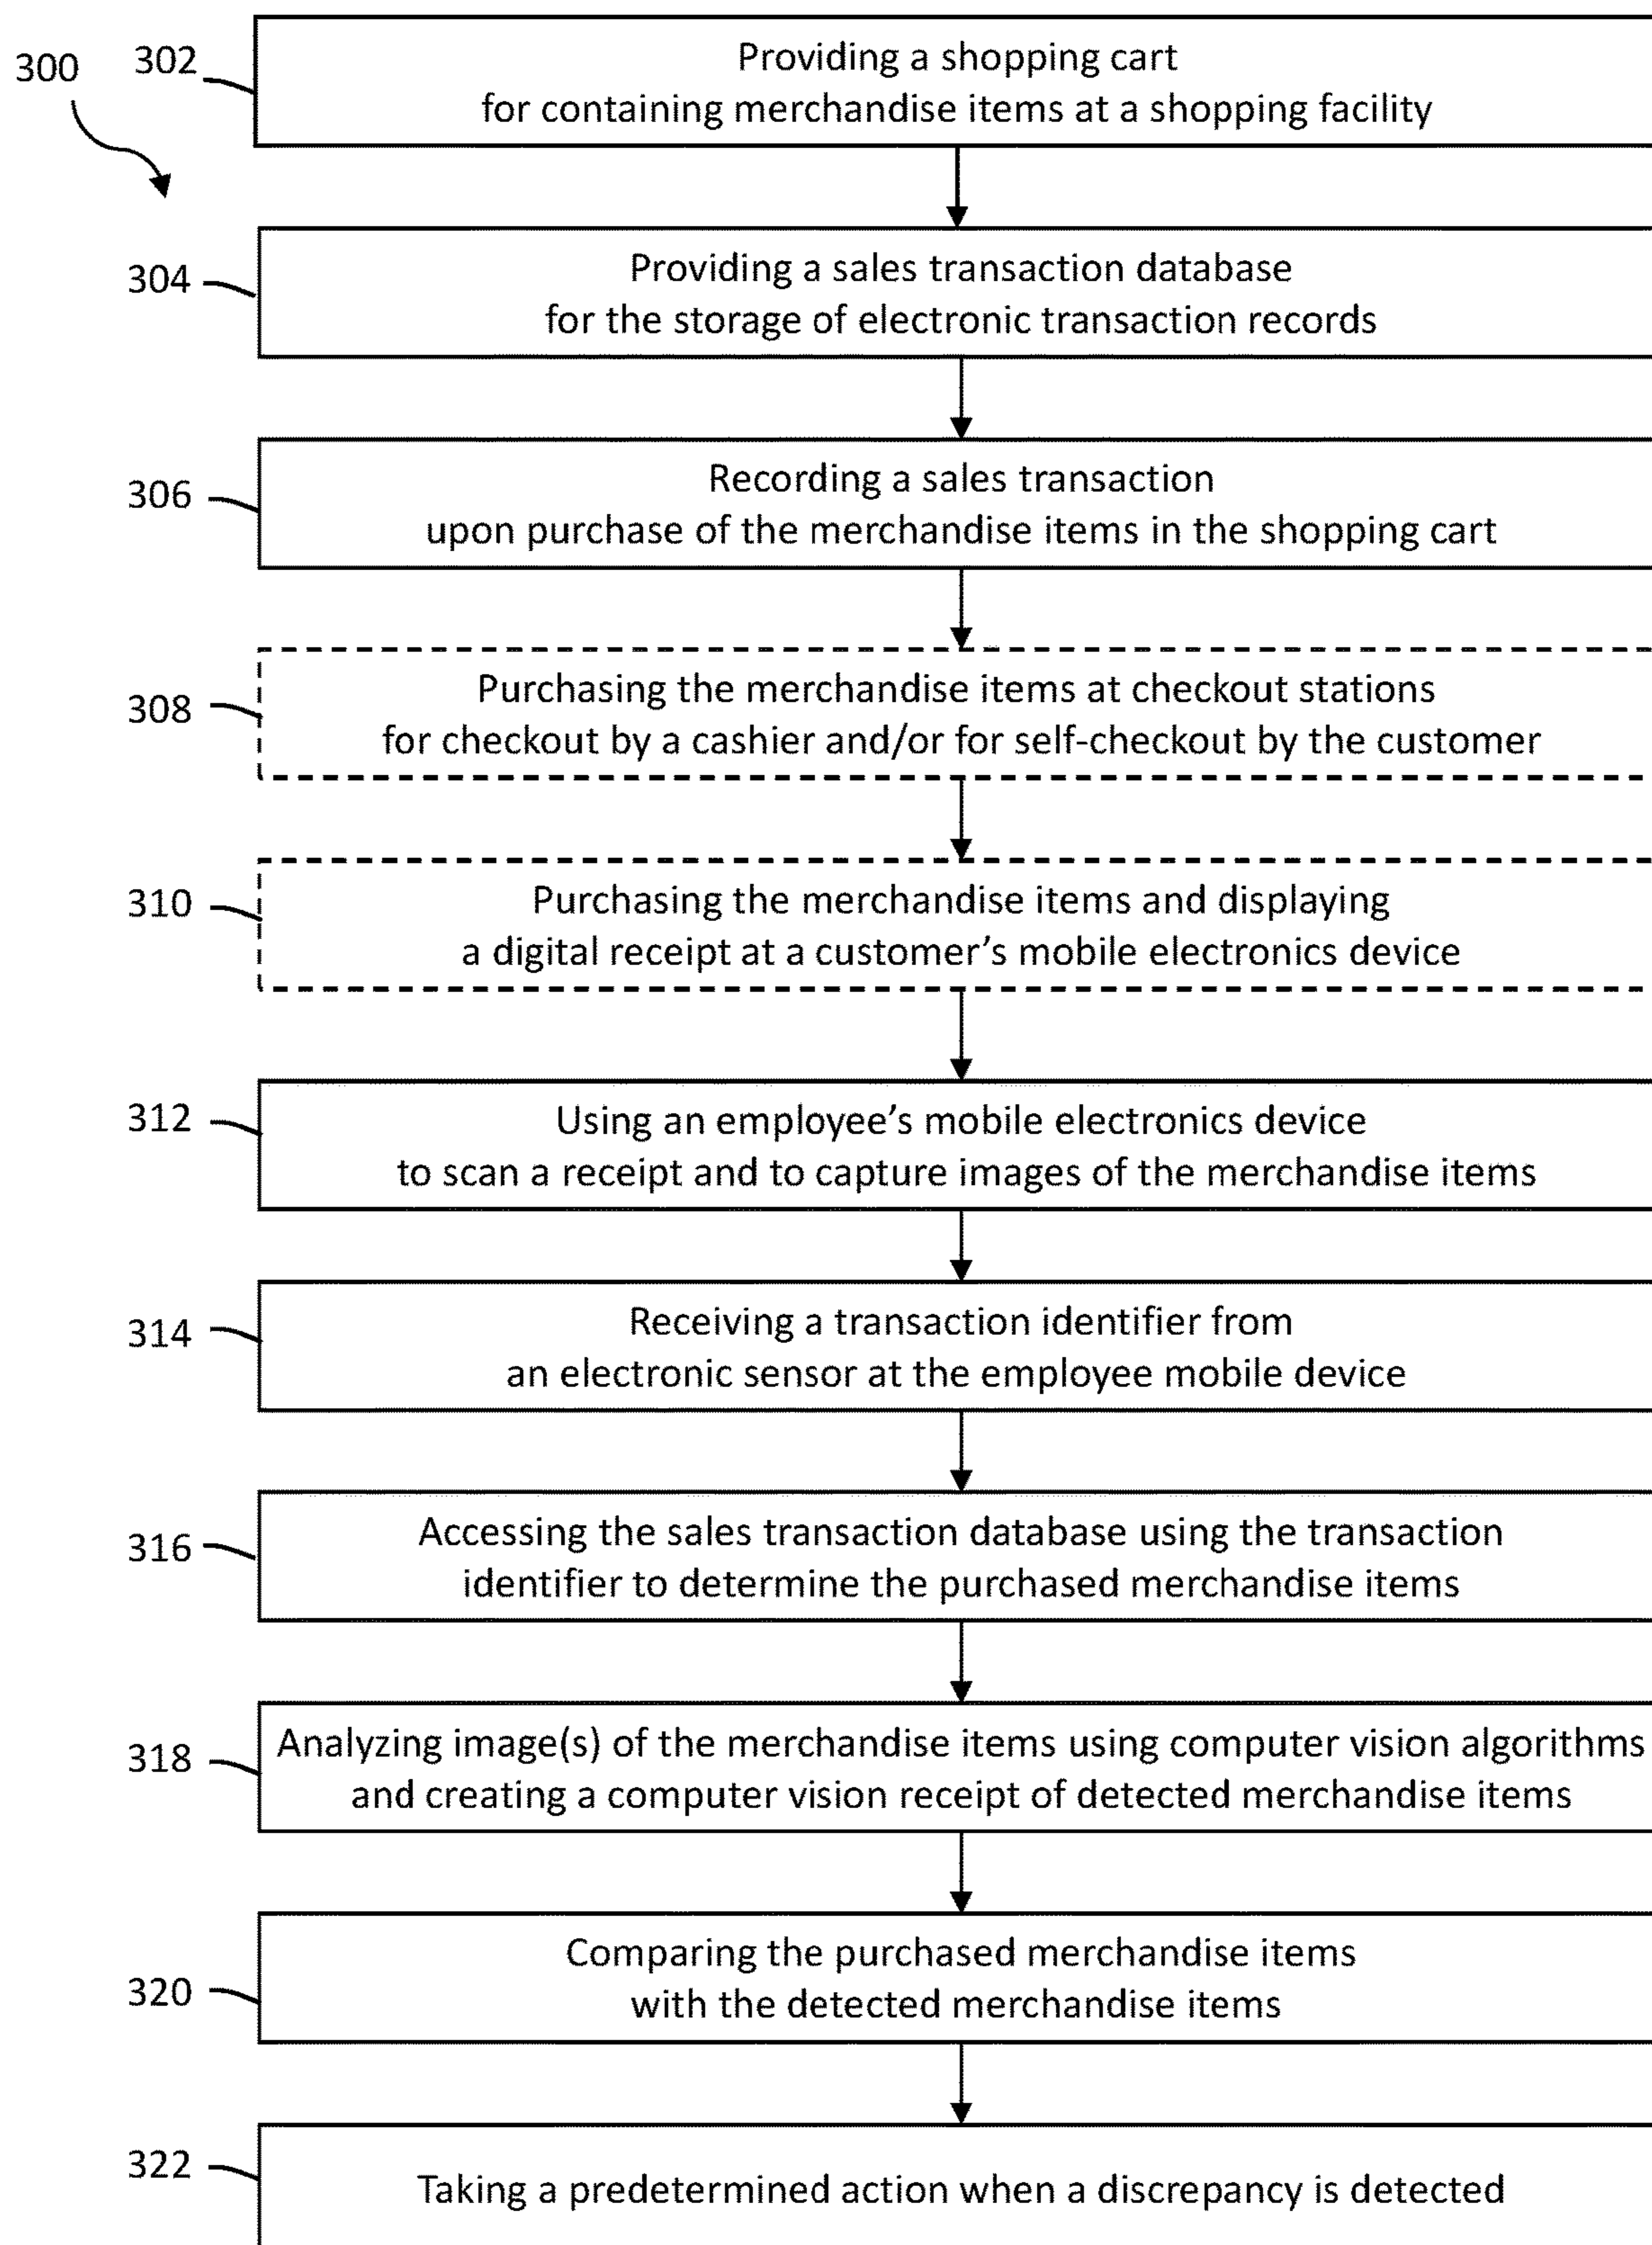 300
302
Providing a shopping cart
for containing merchandise items at a shopping facility
304
Providing a sales transaction database
for the storage of electronic transaction records
306
Recording a sales transaction
upon purchase of the merchandise items in the shopping cart
308
Purchasing the merchandise items at checkout stations
for checkout by a cashier and/or for self-checkout by the customer
310
Purchasing the merchandise items and displaying
a digital receipt at a customer’s mobile electronics device
312
Using an employee’s mobile electronics device
to scan a receipt and to capture images of the merchandise items
314
Receiving a transaction identifier from
an electronic sensor at the employee mobile device
316
Accessing the sales transaction database using the transaction
identifier to determine the purchased merchandise items
318
Analyzing image(s) of the merchandise items using computer vision algorithms
and creating a computer vision receipt of detected merchandise items
320
Comparing the purchased merchandise items
with the detected merchandise items
322
Taking a predetermined action when a discrepancy is detected